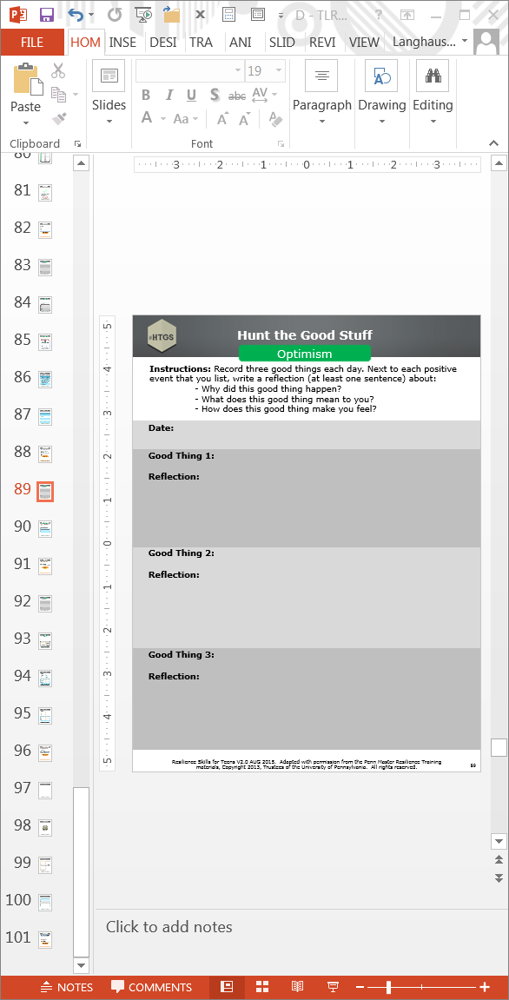 D - TLR...
?
FILE
HOM
INSE
DESI
TRA
ANI
SLID
REVI
VIEW
Langhaus...
Paste
Slides
19
B I U S abc AV
A Aa A A
Paragraph
Drawing
Editing
Clipboard
Font
80
81
82
83
84
85
86
87
88
89
90
91
92
93
94
95
96
97
98
99
100
101
3 2 1 0 1 2 3
5
4
3
2
1
0
1
2
3
4
5
#HTGS
Hunt the Good Stuff
Optimism
Instructions: Record three good things each day. Next to each positive
event that you list, write a reflection (at least one sentence) about:
- Why did this good thing happen?
- What does this good thing mean to you?
- How does this good thing make you feel?
Date:
Good Thing 1:
Reflection:
Good Thing 2:
Reflection:
Good Thing 3:
Reflection:
Resilience Skills for Teens V2.0 AUG 2015. Adapted with permission from the Penn Master Resilience Training
materials, Copyright 2013, Trustees of the University of Pennsylvania. All rights reserved.
89
Click to add notes
NOTES
COMMENTS